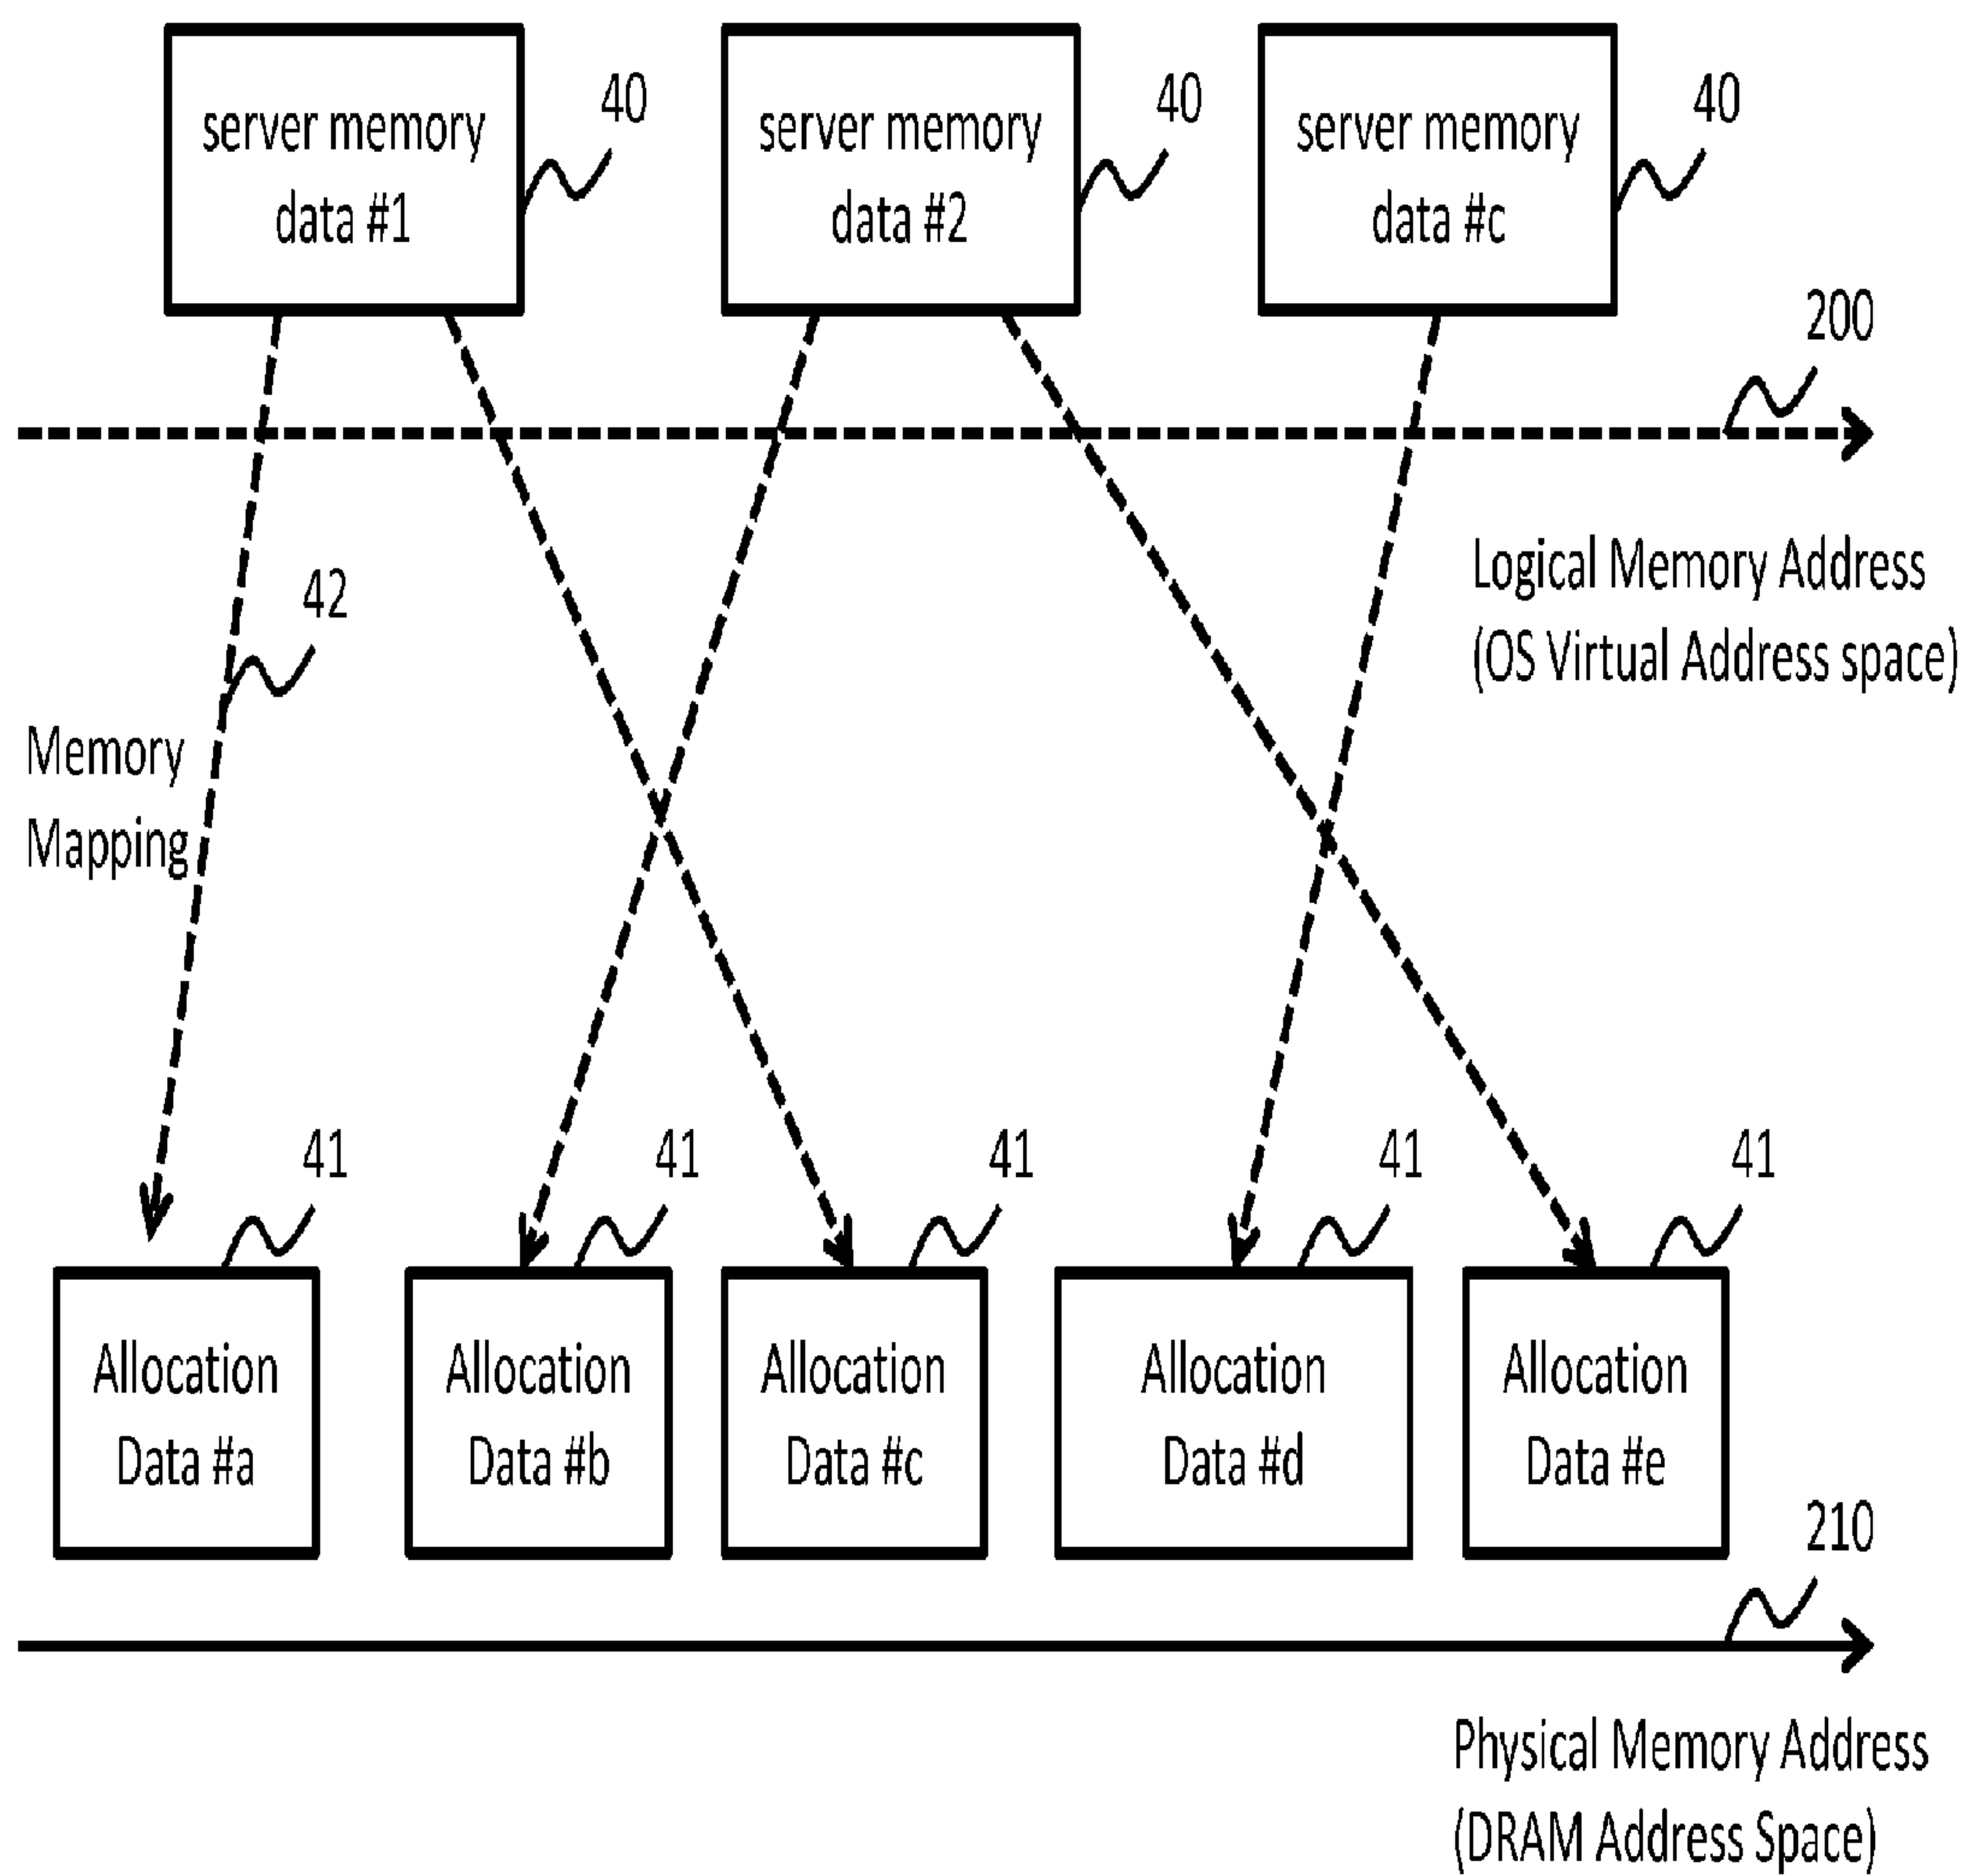 40
40
40
server memory
data #1
server memory
data #2
server memory
data #c
200
Logical Memory Address
(OS Virtual Address space)
42
Memory
Mapping
41
41
41
41
41
Allocation
Data #a
Allocation
Data #b
Allocation
Data #c
Allocation
Data #d
Allocation
Data #e
210
Physical Memory Address
(DRAM Address Space)